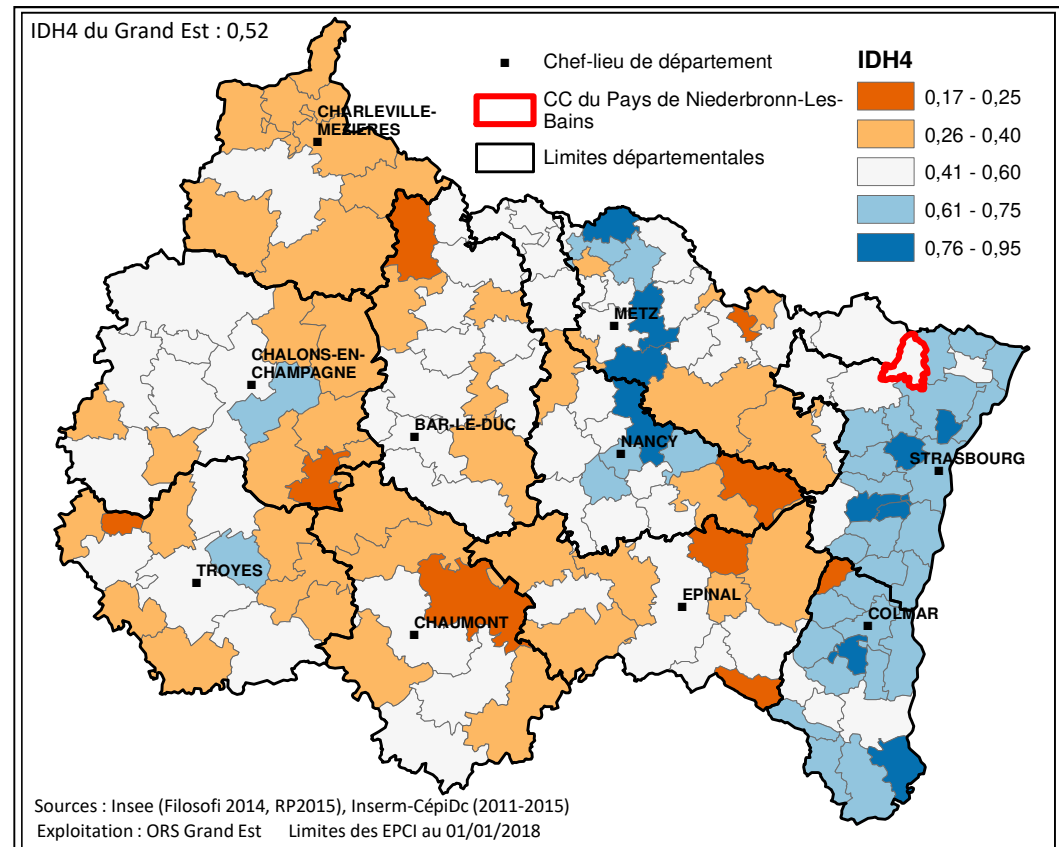 IDH4 du Grand Est : 0,52
Chef-lieu de département
CC du Pays de Niederbronn-Les-
Bains
Limites départementales
IDH4
0,17 - 0,25
0,26 - 0,40
0,41 - 0,60
0,61 - 0,75
0,76 - 0,95
CHARLEVILLE-
MEZIERES
METZ
CHALONS-EN-
CHAMPAGNE
BAR-LE-DUC
NANCY
STRASBOURG
TROYES
EPINAL
CHAUMONT
COLMAR
Sources : Insee (Filosofi 2014, RP2015), Inserm-CépiDc (2011-2015)
Exploitation : ORS Grand Est Limites des EPCI au 01/01/2018